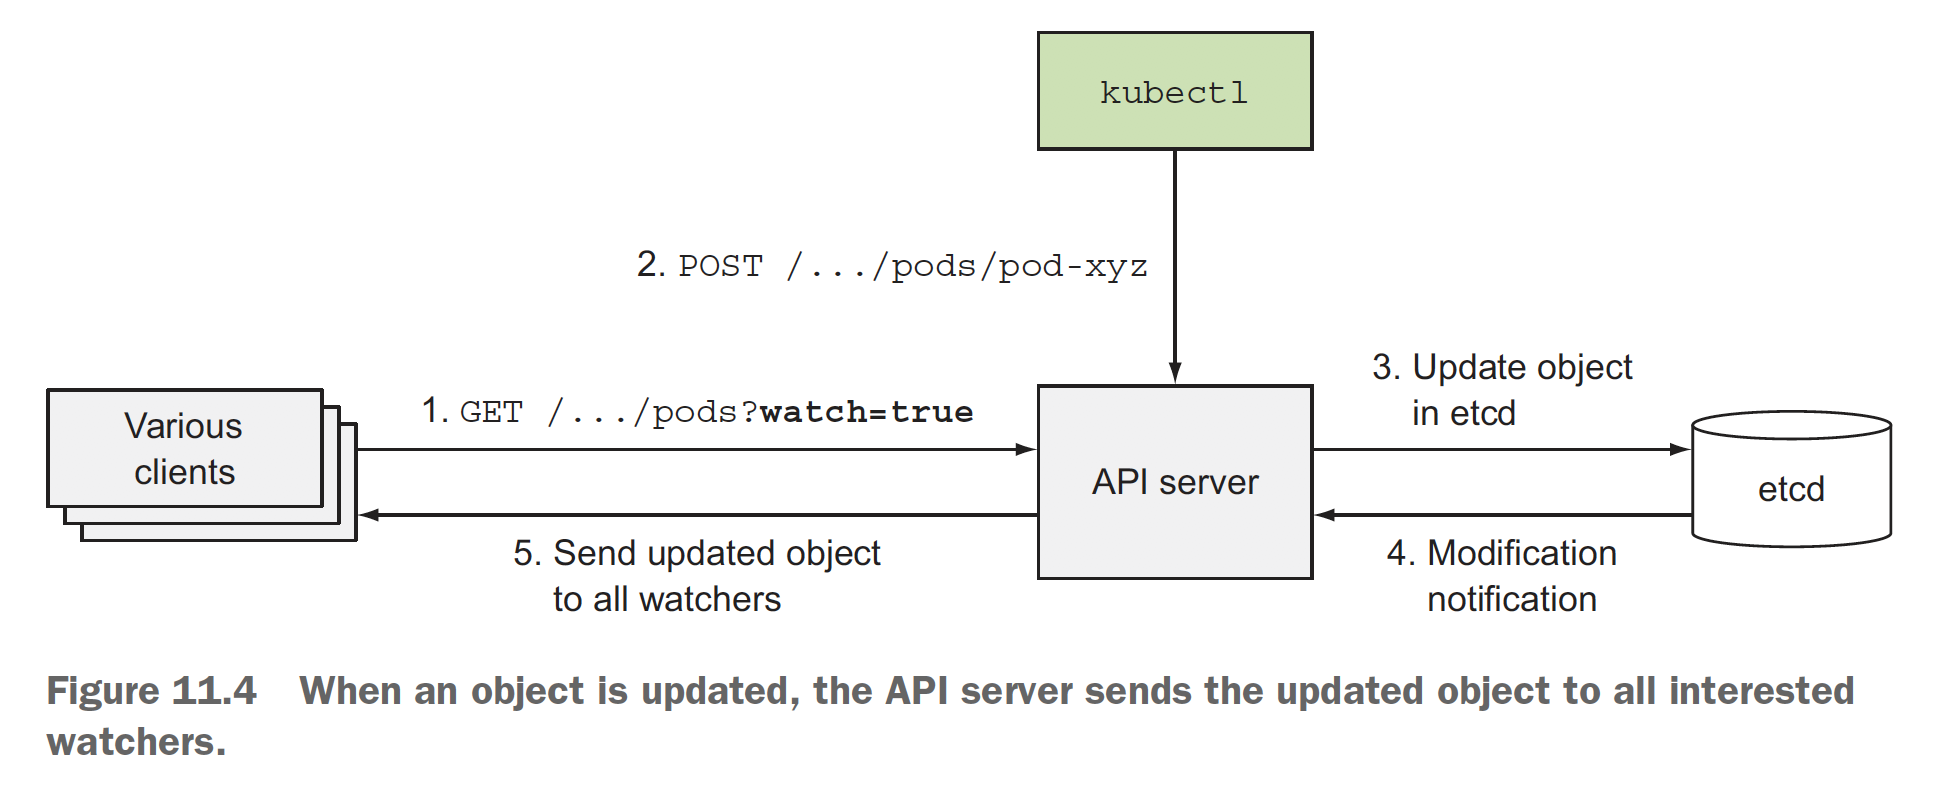 kubectl
2. POST /.../pods/pod-xyz
3. Update object
in etcd
1. GET /.../pods?watch=true
Various
clients
API server
etcd
5. Send updated object
to all watchers
4. Modification
notification
Figure 11.4 When an object is updated, the API server sends the updated object to all interested
watchers.